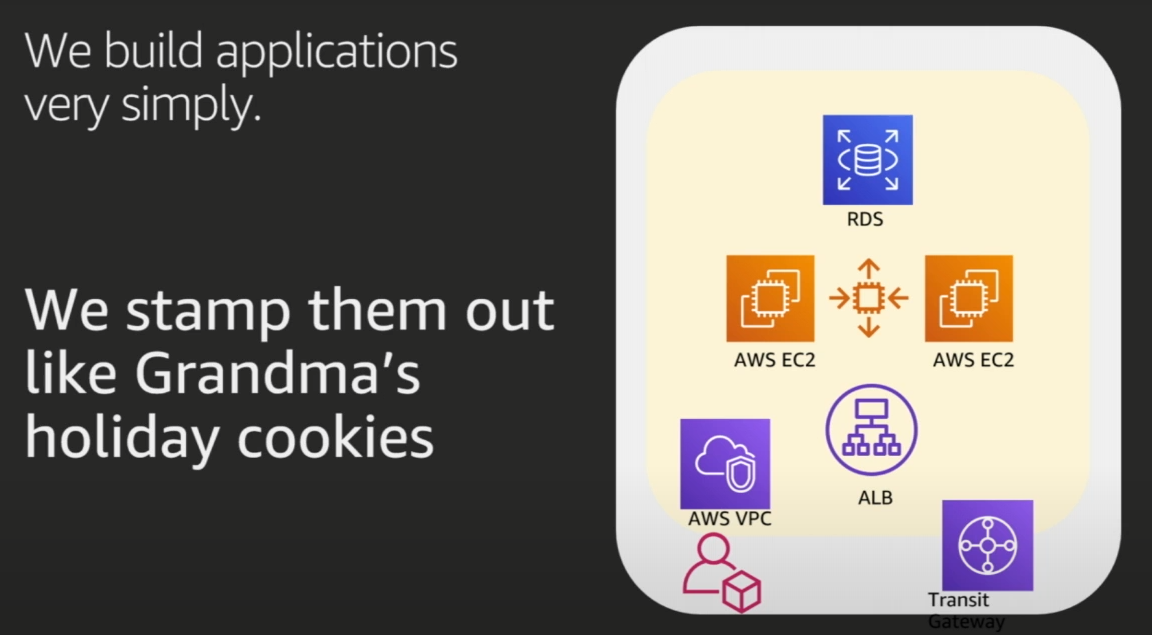 We build applications
very simply.
We stamp them out
like Grandma's
holiday cookies
RDS
AWS EC2
AWS EC2
ALB
AWS VPC
Transit
Gateway